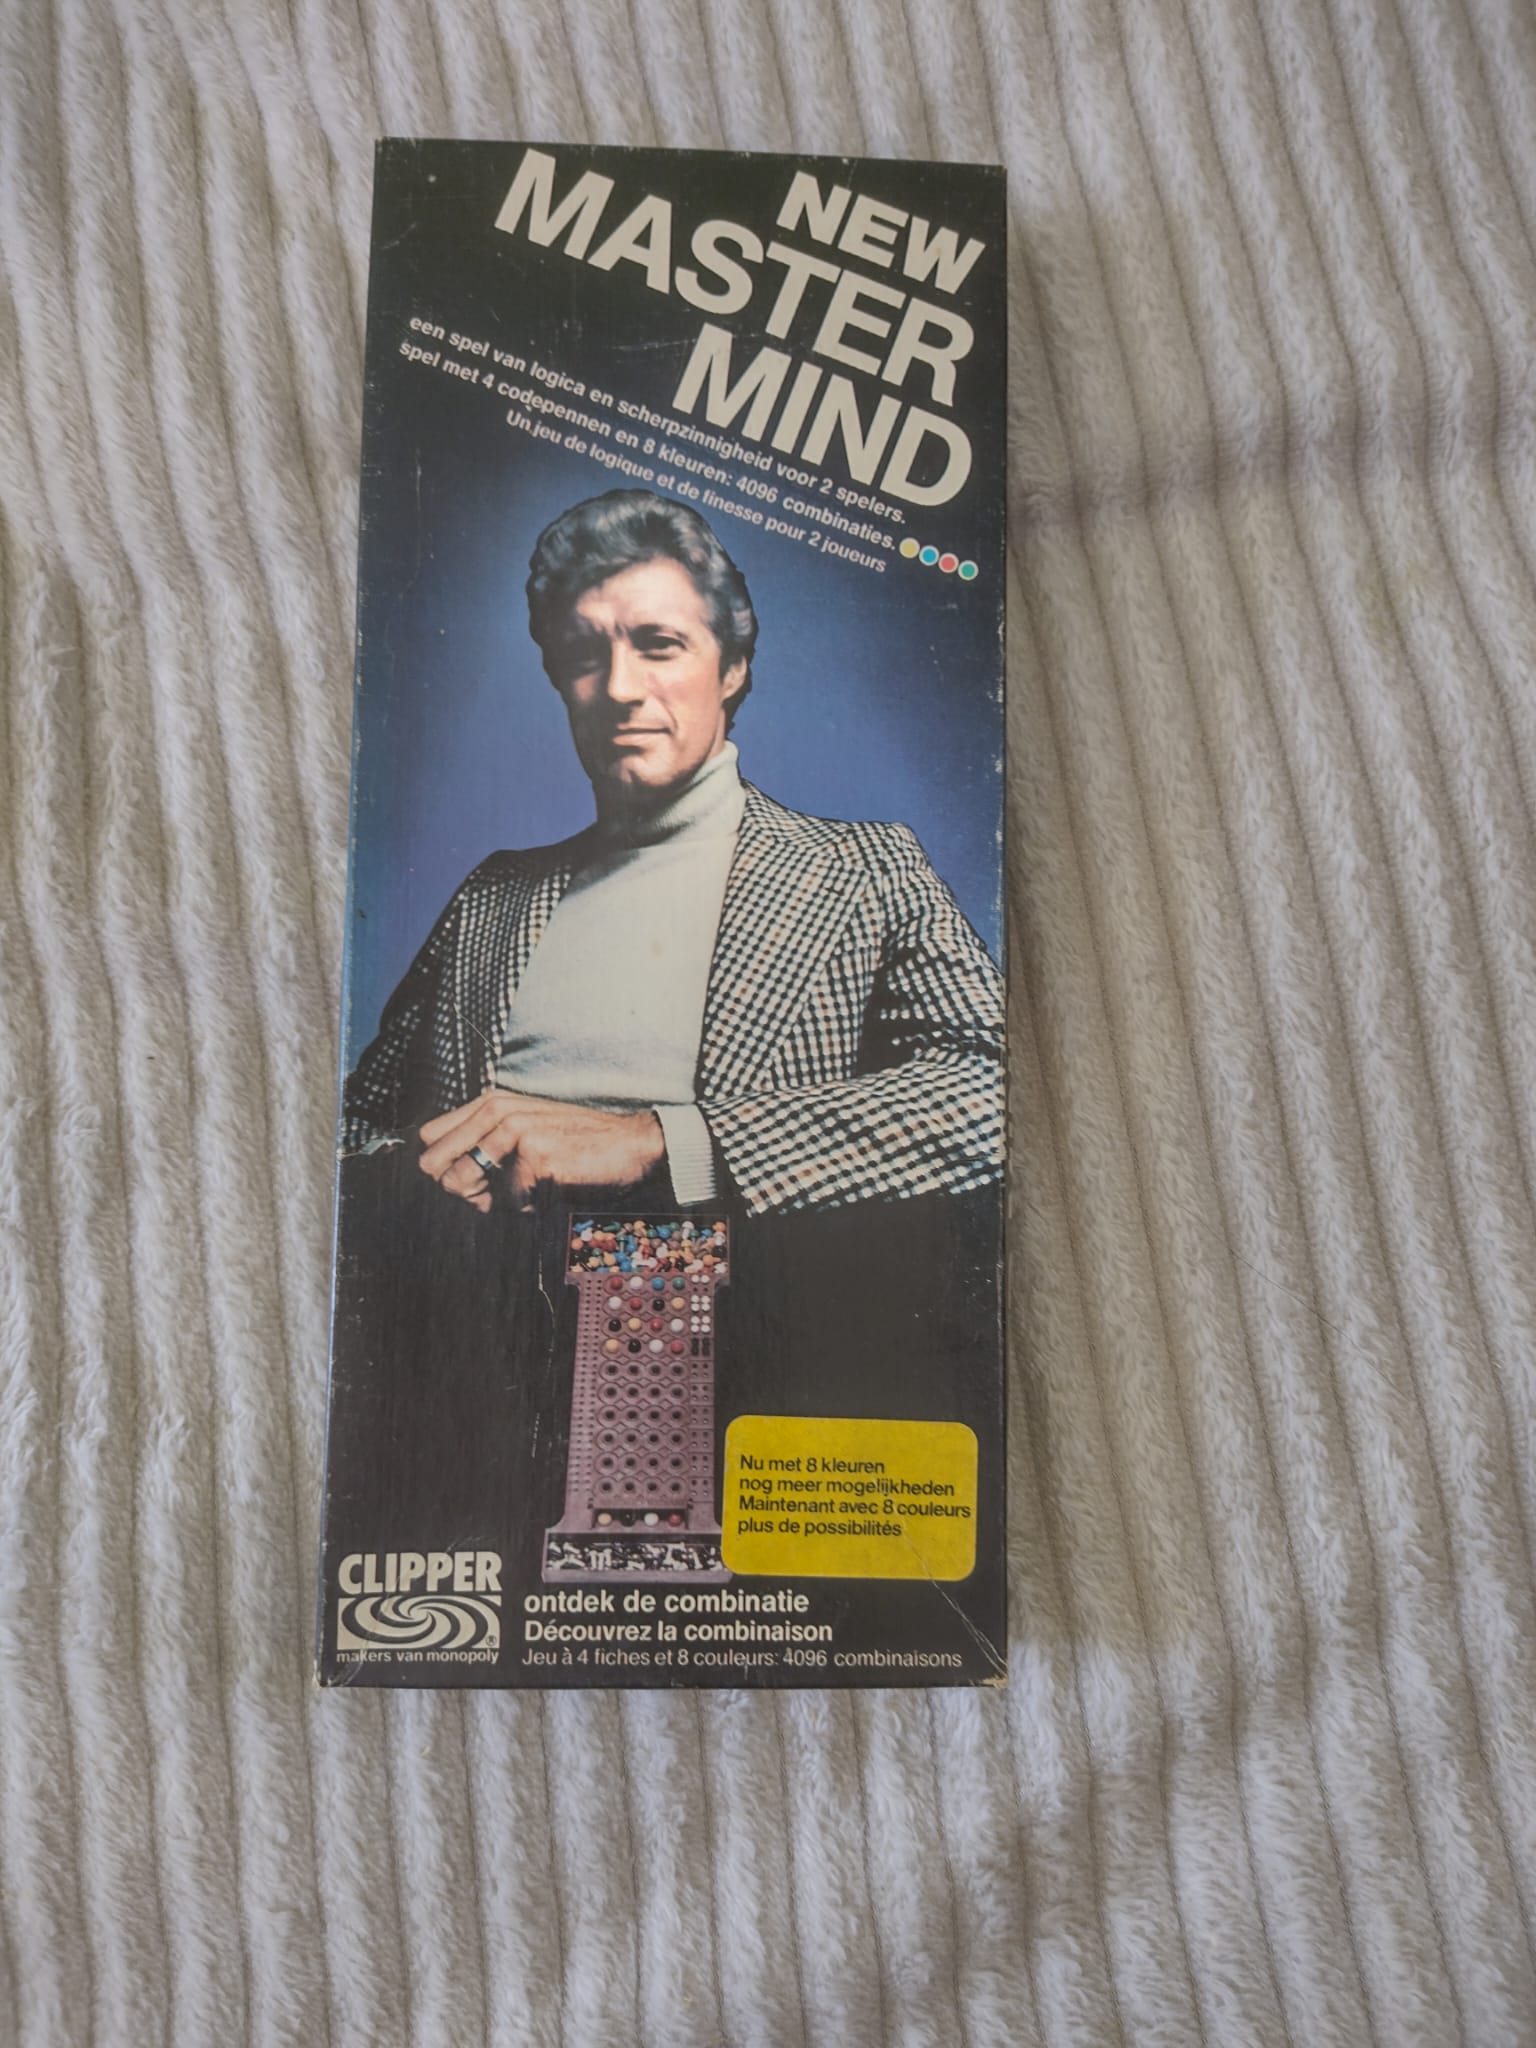 NEW
MASTER
MIND
een spel van logica en scherpzinnigheid voor 2 spelers.
spel met 4 codepennen en 8 kleuren: 4096 combinaties.
Un jeu de logique et de finesse pour 2 joueurs
Nu met 8 kleuren
nog meer mogelijkheden
Maintenant avec 8 couleurs
plus de possibilités
CLIPPER
®
makers van monopoly
ontdek de combinatie
Découvrez la combinaison
Jeu à 4 fiches et 8 couleurs: 4096 combinaisons